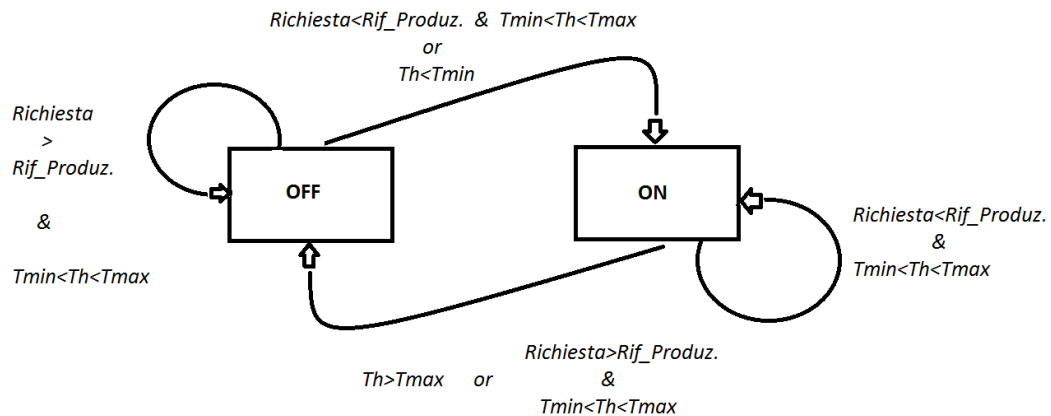 Richiesta<Rif_Produz. & Tmin<Th<Tmax
or
Th<Tmin
Richiesta
>
Rif_Produz.
&
Tmin<Th<Tmax
OFF
ON
Richiesta<Rif_Produz.
&
Tmin<Th<Tmax
Th>Tmax or
Richiesta>Rif_Produz.
&
Tmin<Th<Tmax